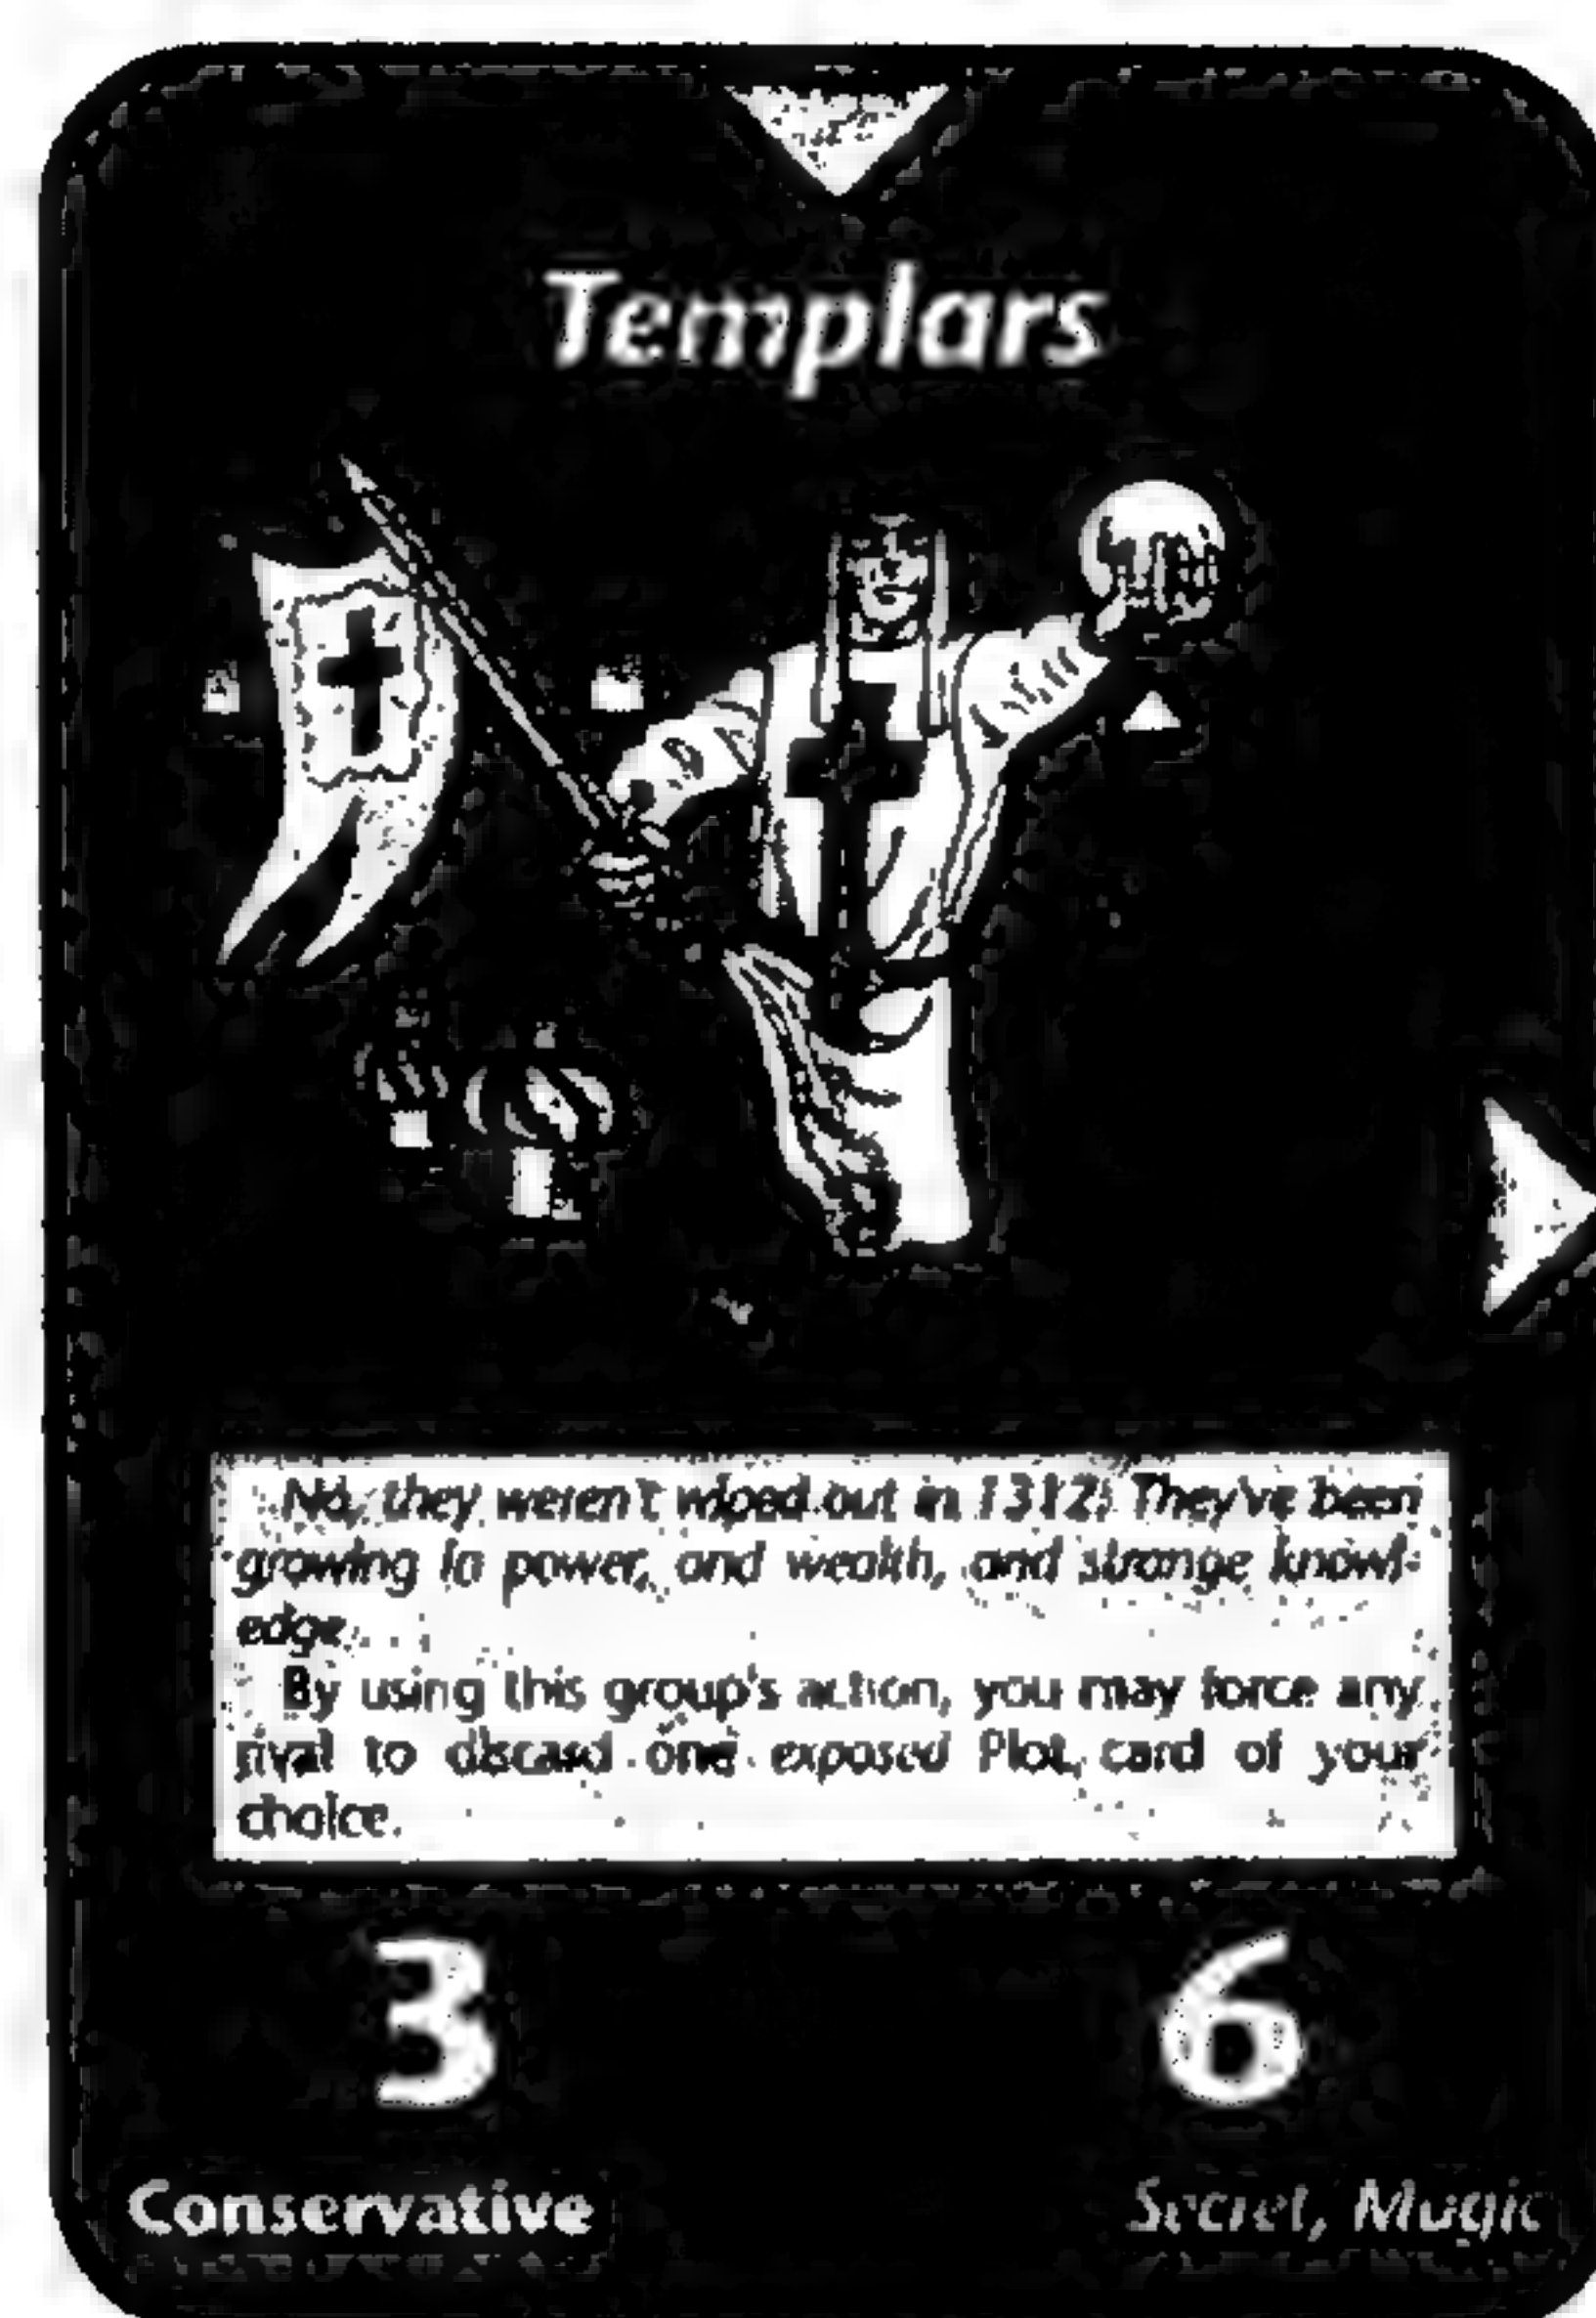 Templars
No, they weren't wiped out in 1312! They've been
growing in power, and wealth, and strange knowl-
edge.
By using this group's action, you may force any
rival to discard one exposed Plot card of your
choice.
3
6
Conservative
Secret, Magic